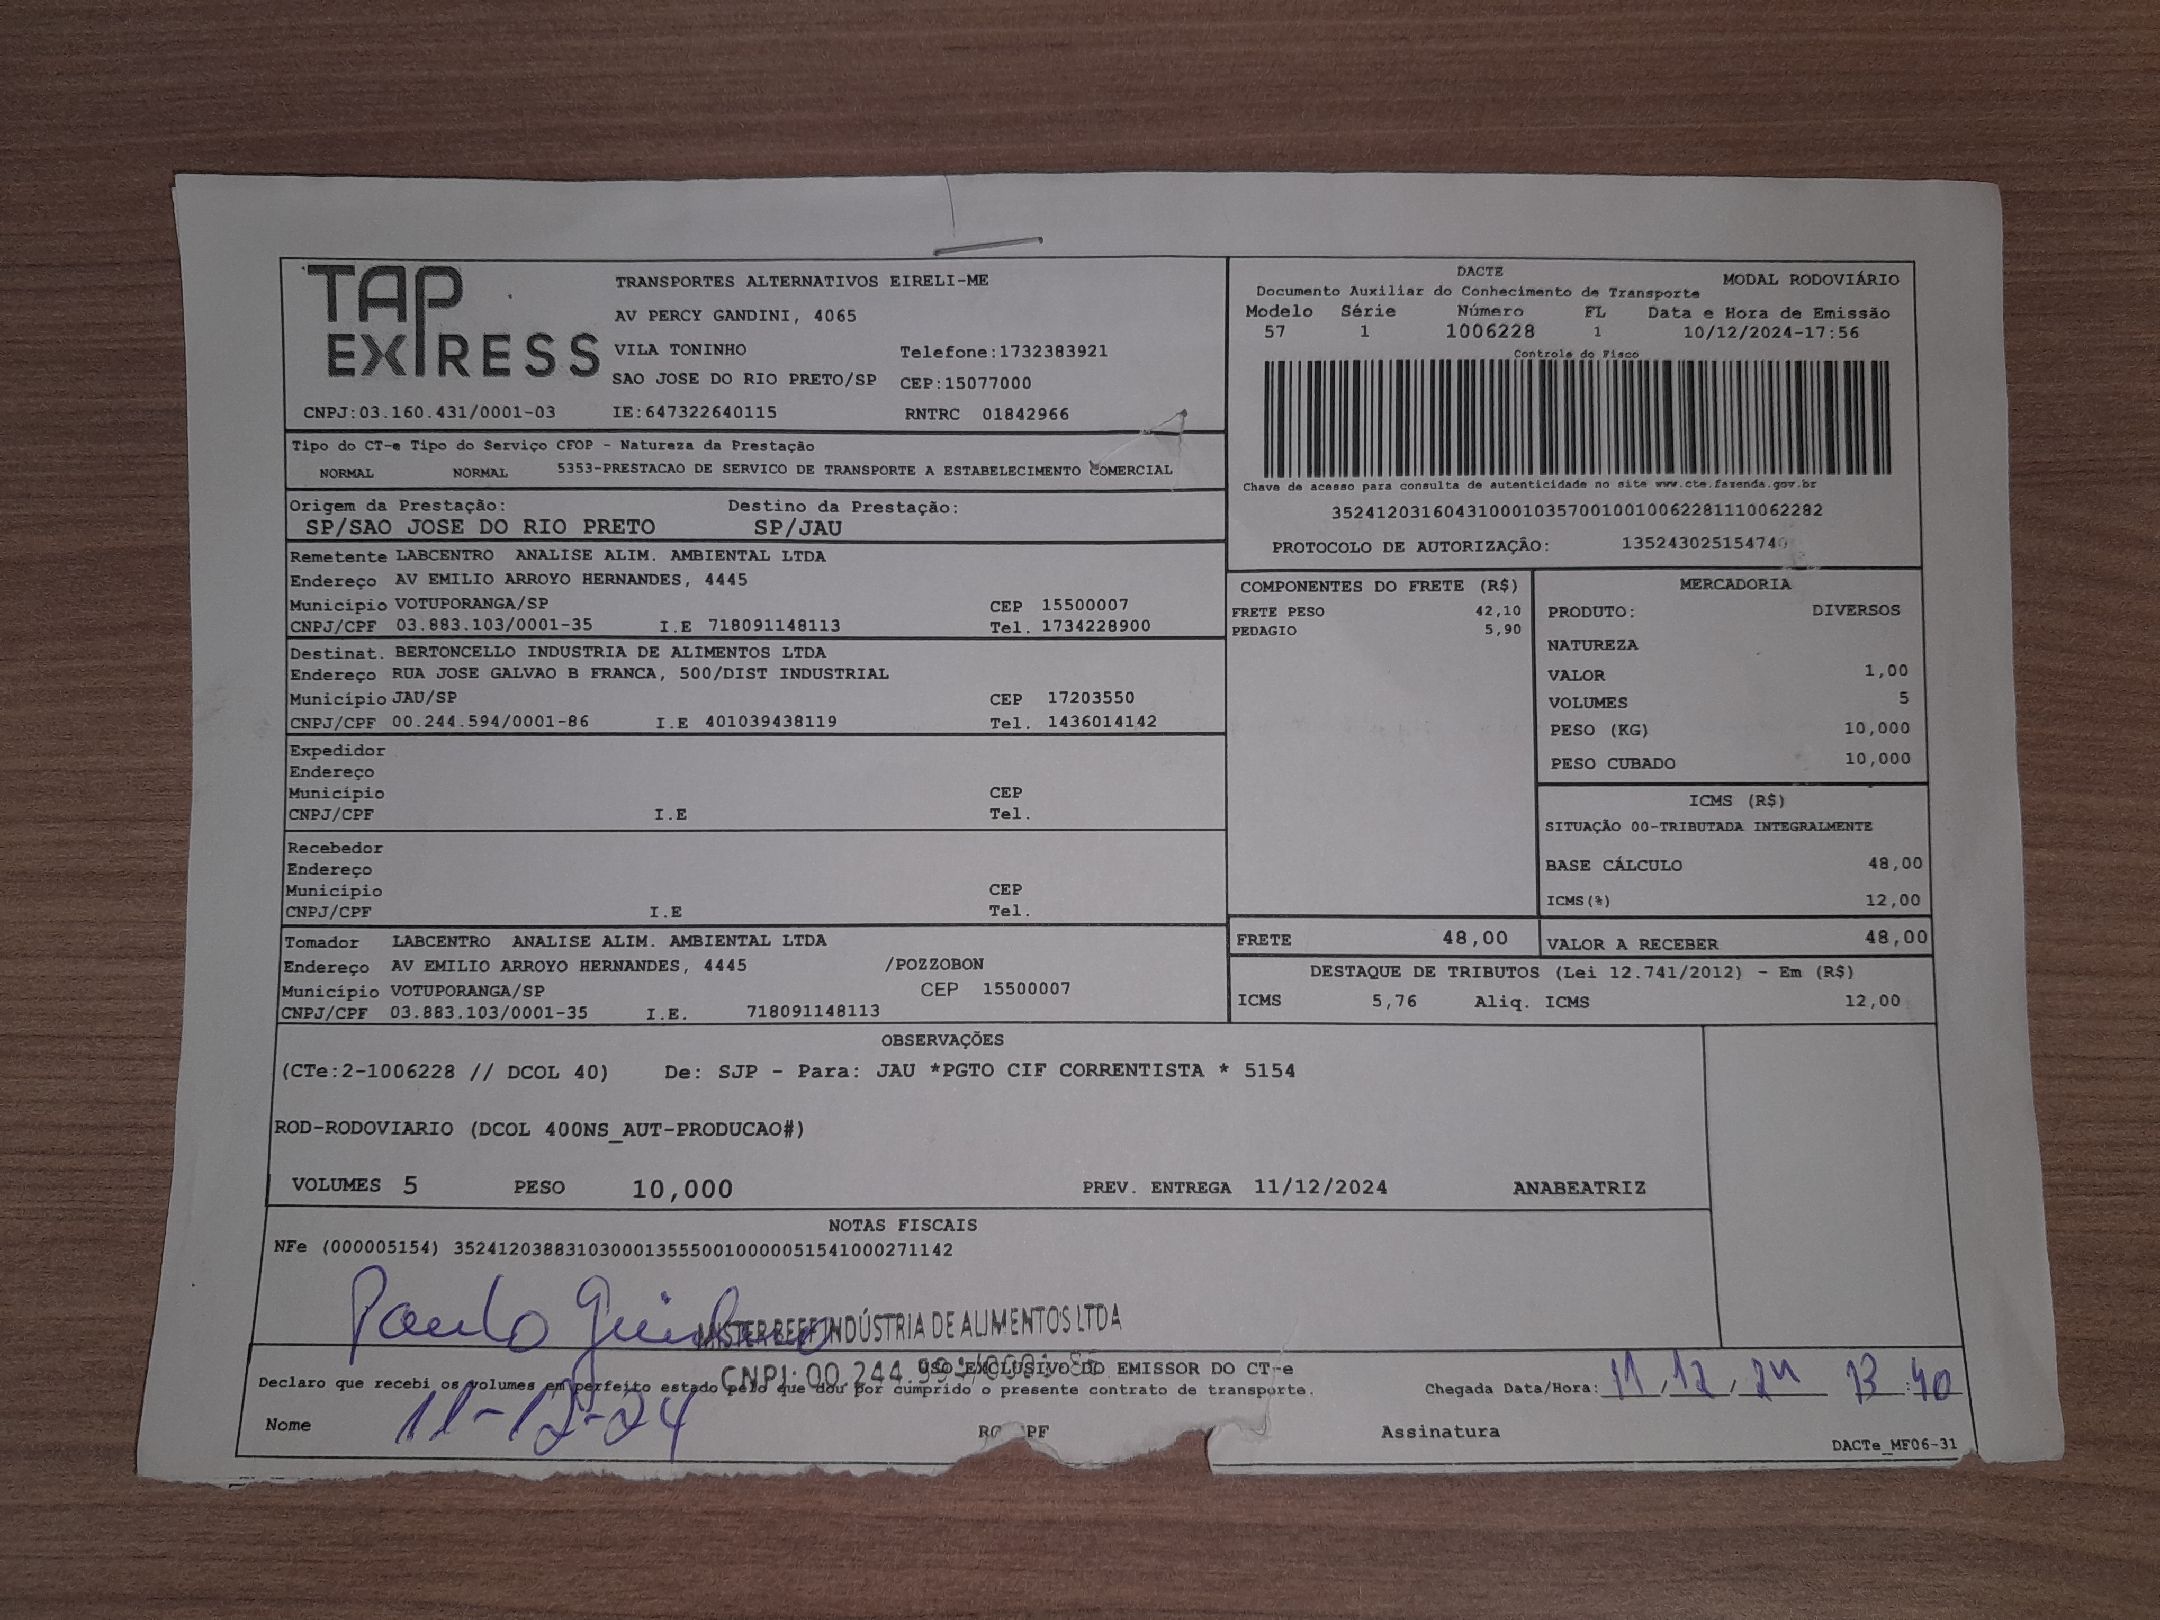 TAP EXPRESS
TRANSPORTES ALTERNATIVOS EIRELI-ME
AV PERCY GANDINI, 4065
VILA TONINHO Telefone:1732383921
SAO JOSE DO RIO PRETO/SP CEP:15077000
CNPJ:03.160.431/0001-03 IE:647322640115 RNTRC 01842966
Tipo do CT-e Tipo do Serviço CFOP - Natureza da Prestação
NORMAL NORMAL 5353-PRESTACAO DE SERVICO DE TRANSPORTE A ESTABELECIMENTO COMERCIAL
Origem da Prestação: Destino da Prestação:
SP/SAO JOSE DO RIO PRETO SP/JAU
Remetente LABCENTRO ANALISE ALIM. AMBIENTAL LTDA
Endereço AV EMILIO ARROYO HERNANDES, 4445
Município VOTUPORANGA/SP CEP 15500007
CNPJ/CPF 03.883.103/0001-35 I.E 718091148113 Tel. 1734228900
Destinat. BERTONCELLO INDUSTRIA DE ALIMENTOS LTDA
Endereço RUA JOSE GALVAO B FRANCA, 500/DIST INDUSTRIAL
Município JAU/SP CEP 17203550
CNPJ/CPF 00.244.594/0001-86 I.E 401039438119 Tel. 1436014142
Expedidor
Endereço
Município CEP
CNPJ/CPF I.E Tel.
Recebedor
Endereço
Município CEP
CNPJ/CPF I.E Tel.
Tomador LABCENTRO ANALISE ALIM. AMBIENTAL LTDA
Endereço AV EMILIO ARROYO HERNANDES, 4445 /POZZOBON
Município VOTUPORANGA/SP CEP 15500007
CNPJ/CPF 03.883.103/0001-35 I.E. 718091148113
DACTE MODAL RODOVIÁRIO
Documento Auxiliar do Conhecimento de Transporte
Modelo Série Número FL Data e Hora de Emissão
57 1 1006228 1 10/12/2024-17:56
Controle do Fisco
Chave de acesso para consulta de autenticidade no site www.cte.fazenda.gov.br
35241203160431000103570010010062281110062282
PROTOCOLO DE AUTORIZAÇÃO: 135243025154740
COMPONENTES DO FRETE (R$)
FRETE PESO 42,10
PEDAGIO 5,90
MERCADORIA
PRODUTO: DIVERSOS
NATUREZA
VALOR 1,00
VOLUMES 5
PESO (KG) 10,000
PESO CUBADO 10,000
ICMS (R$)
SITUAÇÃO 00-TRIBUTADA INTEGRALMENTE
BASE CÁLCULO 48,00
ICMS(%) 12,00
FRETE 48,00 VALOR A RECEBER 48,00
DESTAQUE DE TRIBUTOS (Lei 12.741/2012) - Em (R$)
ICMS 5,76 Aliq. ICMS 12,00
OBSERVAÇÕES
(CTe:2-1006228 // DCOL 40) De: SJP - Para: JAU *PGTO CIF CORRENTISTA * 5154
ROD-RODOVIARIO (DCOL 400NS_AUT-PRODUCAO#)
VOLUMES 5 PESO 10,000 PREV. ENTREGA 11/12/2024 ANABEATRIZ
NOTAS FISCAIS
NFe (000005154) 35241203883103000135550010000051541000271142
Paulo
MISTER BEEF INDÚSTRIA DE ALIMENTOS LTDA
CNPJ: 00.244.
USO EXCLUSIVO DO EMISSOR DO CT-e
Declaro que recebi os volumes em perfeito estado pelo que dou por cumprido o presente contrato de transporte.
Chegada Data/Hora: 11/12/24 13:40
Nome 11-12-24 Assinatura
DACTe_MF06-31